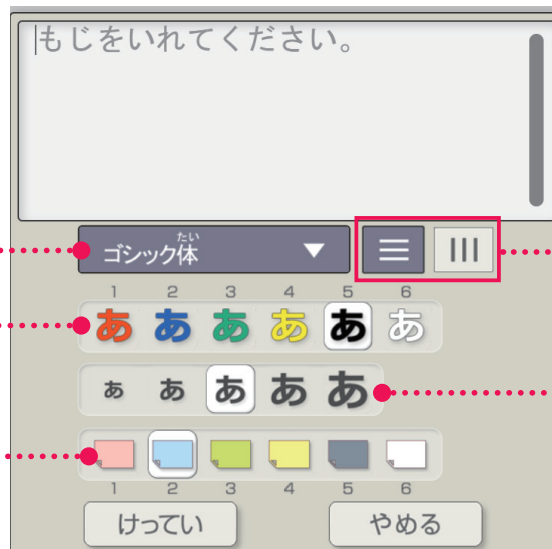 もじをいれてください。
ゴシック体
たい
1 2 3 4 5 6
あ あ あ あ あ あ
あ あ あ あ あ
1 2 3 4 5 6
けってい やめる